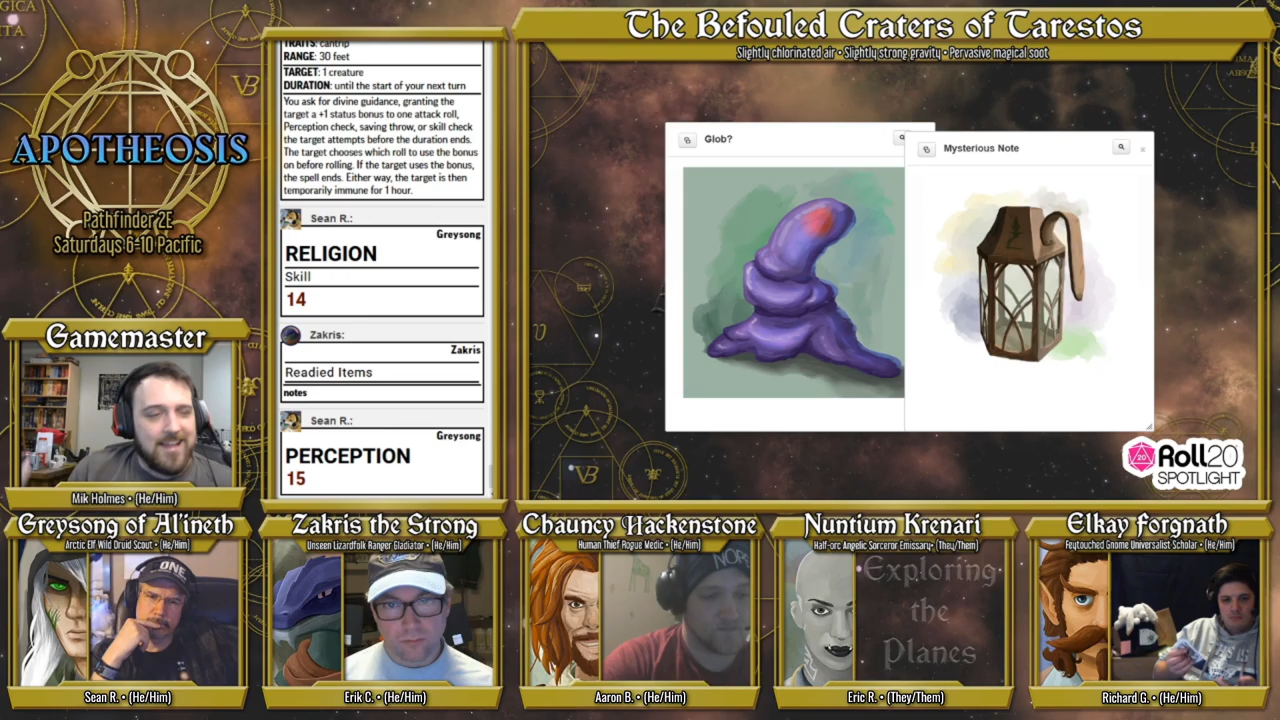 APOTHEOSIS
Pathfinder 2E
Saturdays 6-10 Pacific
Gamemaster
Mik Holmes • (He/Him)
TRAITS: cantrip
RANGE: 30 feet
TARGET: 1 creature
DURATION: until the start of your next turn
You ask for divine guidance, granting the
target a +1 status bonus to one attack roll,
Perception check, saving throw, or skill check
the target attempts before the duration ends.
The target chooses which roll to use the bonus
on before rolling. If the target uses the bonus,
the spell ends. Either way, the target is then
temporarily immune for 1 hour.
Sean R.:
Greysong
RELIGION
Skill
14
Zakris:
Zakris
Readied Items
notes
Sean R.:
Greysong
PERCEPTION
15
The Befouled Craters of Tarestos
Slightly chlorinated air • Slightly strong gravity • Pervasive magical soot
Glob?
Mysterious Note
20
Roll20
SPOTLIGHT
Greysong of Al'ineth
Arctic Elf Wild Druid Scout • (He/Him)
ONE
Sean R. • (He/Him)
Zakris the Strong
Unseen Lizardfolk Ranger Gladiator • (He/Him)
Erik C. • (He/Him)
Chauncy Hackenstone
Human Thief Rogue Medic • (He/Him)
NOR
Aaron B. • (He/Him)
Nuntium Krenari
Half-orc Angelic Sorceror Emissary • (They/Them)
Exploring
the
Planes
Eric R. • (They/Them)
Elkay Forgnath
Feytouched Gnome Universalist Scholar • (He/Him)
Richard G. • (He/Him)